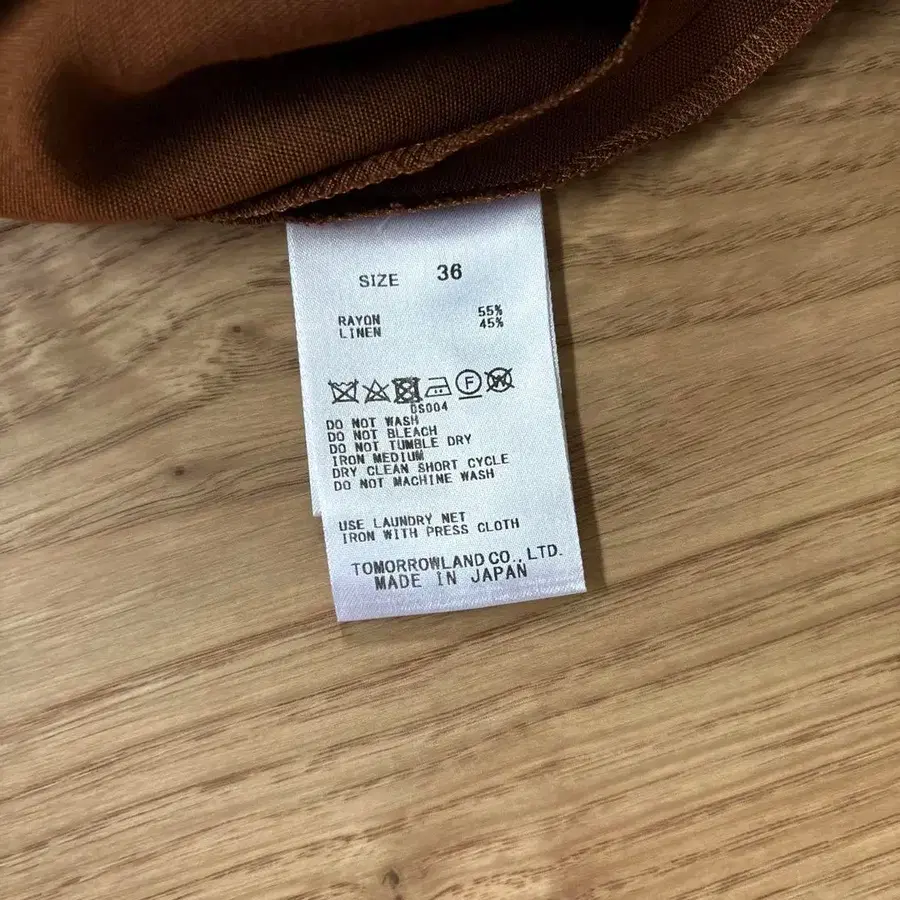 SIZE 36
RAYON 55%
LINEN 45%
F W
DS004
DO NOT WASH
DO NOT BLEACH
DO NOT TUMBLE DRY
IRON MEDIUM
DRY CLEAN SHORT CYCLE
DO NOT MACHINE WASH
USE LAUNDRY NET
IRON WITH PRESS CLOTH
TOMORROWLAND CO., LTD.
MADE IN JAPAN